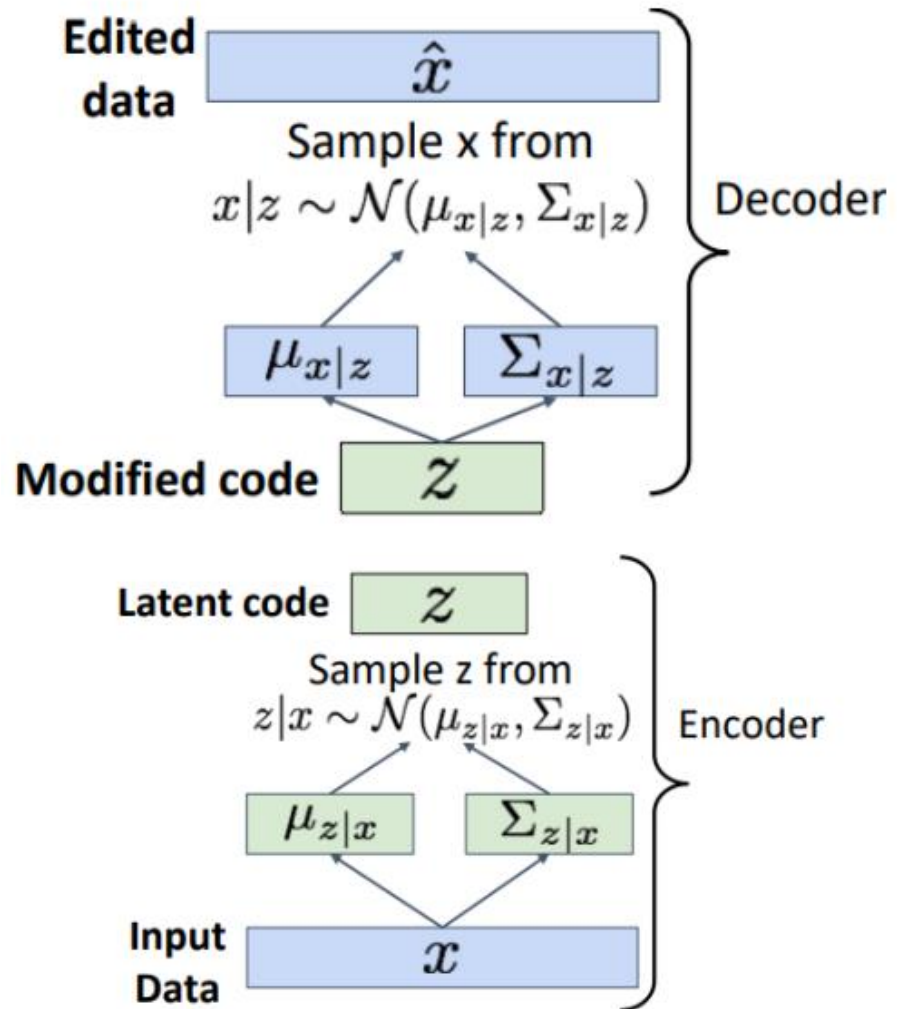 Edited
data
x̂
Sample x from
x|z ∼ 𝒩(μ_{x|z}, Σ_{x|z})
Decoder
μ_{x|z}
Σ_{x|z}
Modified code
z
Latent code
z
Sample z from
z|x ∼ 𝒩(μ_{z|x}, Σ_{z|x})
Encoder
μ_{z|x}
Σ_{z|x}
Input
Data
x